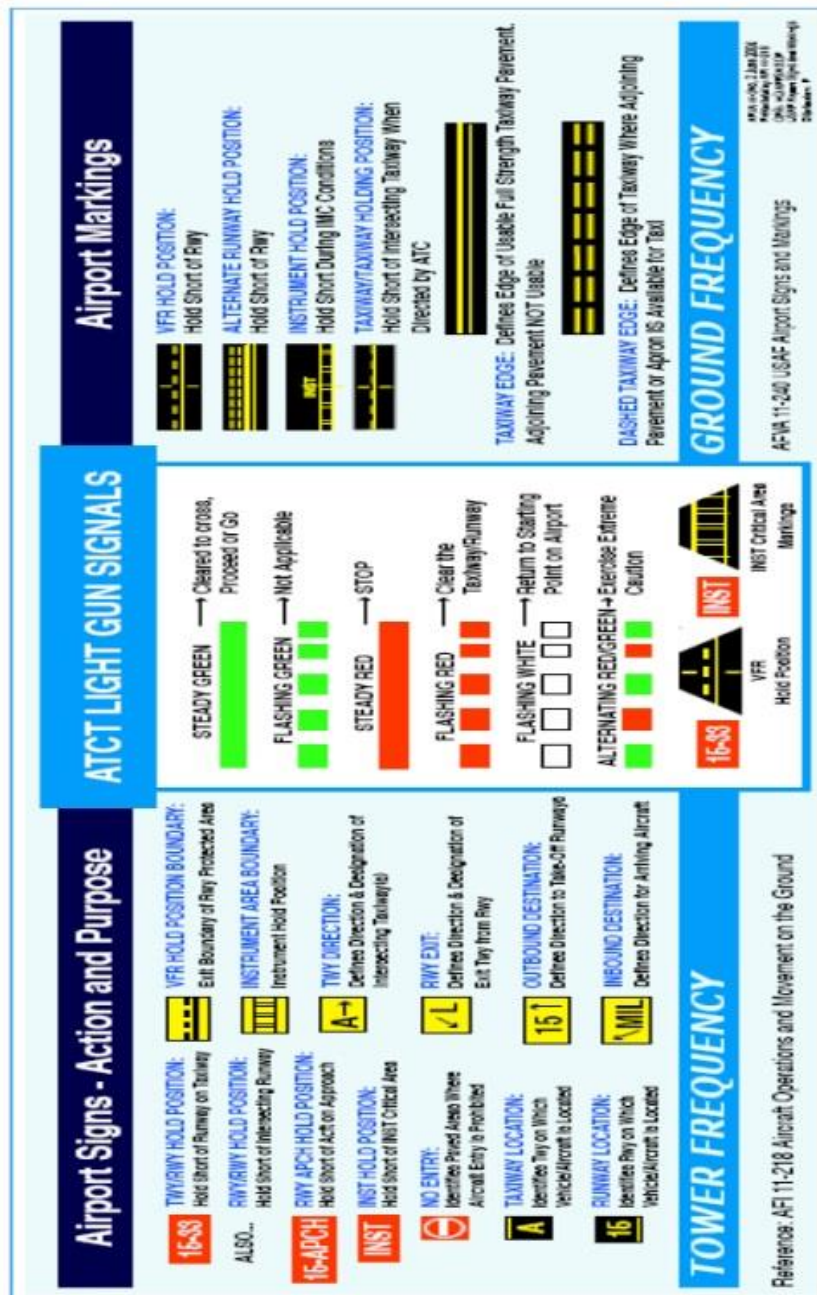 Airport Signs - Action and Purpose
15-33
TWY/RWY HOLD POSITION:
Hold Short of Runway on Taxiway
ALSO...
RWY/RWY HOLD POSITION:
Hold Short of Intersecting Runway
15-APCH
RWY APCH HOLD POSITION:
Hold Short of Acft on Approach
INST
INST HOLD POSITION:
Hold Short of INST Critical Area
NO ENTRY:
Identifies Paved Areas Where
Aircraft Entry is Prohibited
A
TAXIWAY LOCATION:
Identifies Twy on Which
Vehicle/Aircraft is Located
15
RUNWAY LOCATION:
Identifies Rwy on Which
Vehicle/Aircraft is Located
VFR HOLD POSITION BOUNDARY:
Exit Boundary of Rwy Protected Area
INSTRUMENT AREA BOUNDARY:
Instrument Hold Position
A→
TWY DIRECTION:
Defines Direction & Designation of
Intersecting Taxiway(s)
↙L
RWY EXIT:
Defines Direction & Designation of
Exit Twy from Rwy
15↑
OUTBOUND DESTINATION:
Defines Direction to Take-Off Runways
↖MIL
INBOUND DESTINATION:
Defines Direction for Arriving Aircraft
TOWER FREQUENCY
Reference: AFI 11-218 Aircraft Operations and Movement on the Ground
ATCT LIGHT GUN SIGNALS
STEADY GREEN → Cleared to cross,
Proceed or Go
FLASHING GREEN → Not Applicable
STEADY RED → STOP
FLASHING RED → Clear the
Taxiway/Runway
FLASHING WHITE → Return to Starting
Point on Airport
ALTERNATING RED/GREEN → Exercise Extreme
Caution
15-33
VFR
Hold Position
INST
INST Critical Area
Markings
Airport Markings
VFR HOLD POSITION:
Hold Short of Rwy
ALTERNATE RUNWAY HOLD POSITION:
Hold Short of Rwy
INST
INSTRUMENT HOLD POSITION:
Hold Short During IMC Conditions
TAXIWAY/TAXIWAY HOLDING POSITION:
Hold Short of Intersecting Taxiway When
Directed by ATC
TAXIWAY EDGE: Defines Edge of Usable Full Strength Taxiway Pavement.
Adjoining Pavement NOT Usable
DASHED TAXIWAY EDGE: Defines Edge of Taxiway Where Adjoining
Pavement or Apron IS Available for Taxi
GROUND FREQUENCY
AFVA 11-240 USAF Airport Signs and Markings